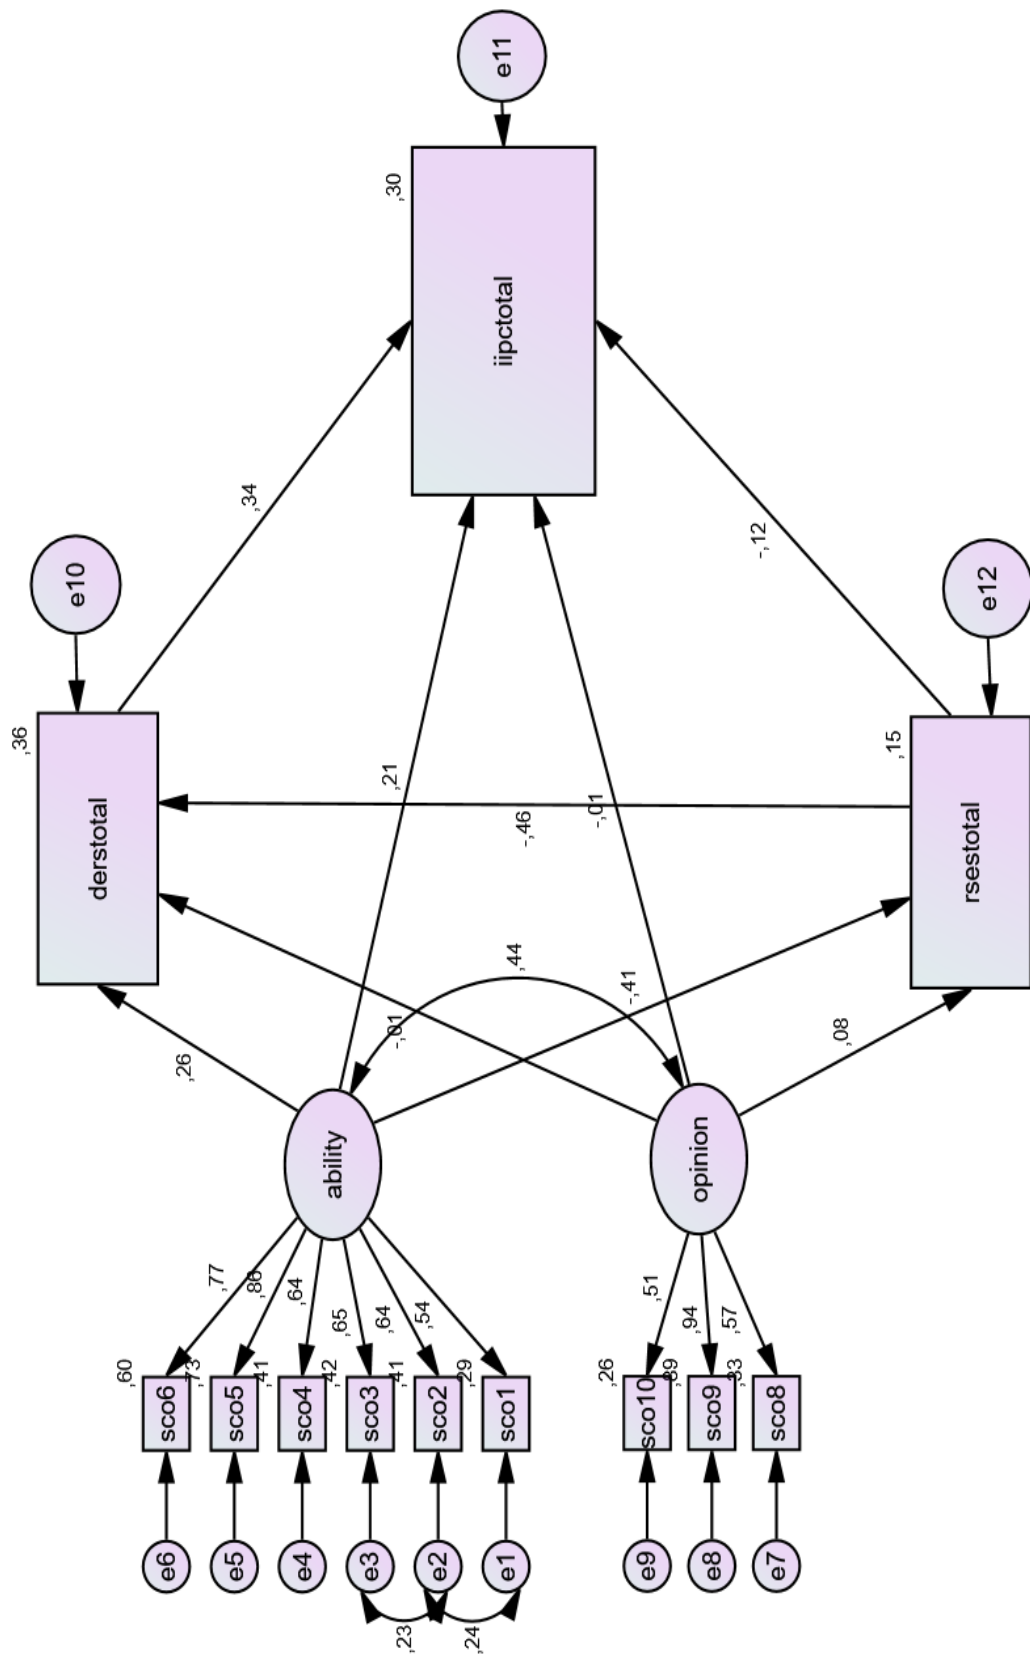 e11
,30
iipctotal
e10
,34
-,12
e12
,36
derstotal
,21
-,46
-,01
,15
rsestotal
,44
-,41
-,01
,26
,08
ability
opinion
,77
,86
,64
,65
,64
,54
,51
,94
,57
,60
,73
,41
,42
,41
,29
,26
,89
,33
sco6
sco5
sco4
sco3
sco2
sco1
sco10
sco9
sco8
e6
e5
e4
e3
e2
e1
e9
e8
e7
,23
,24